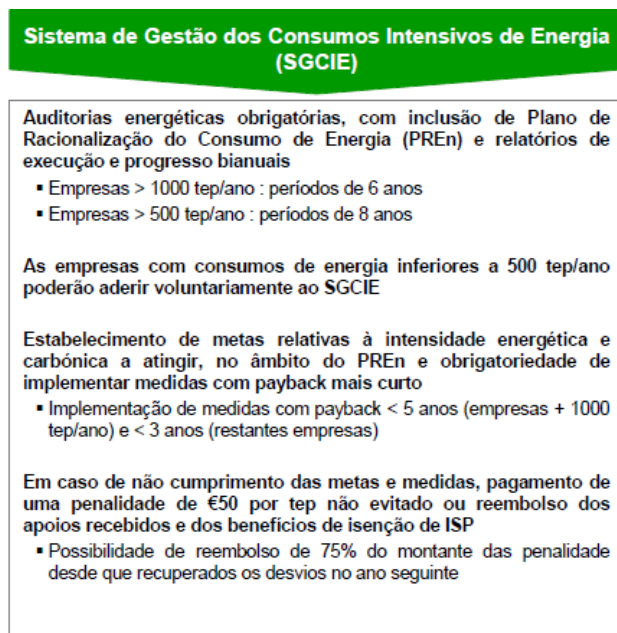 Sistema de Gestão dos Consumos Intensivos de Energia
(SGCIE)
Auditorias energéticas obrigatórias, com inclusão de Plano de
Racionalização do Consumo de Energia (PREn) e relatórios de
execução e progresso bianuais
▪ Empresas > 1000 tep/ano : períodos de 6 anos
▪ Empresas > 500 tep/ano : períodos de 8 anos
As empresas com consumos de energia inferiores a 500 tep/ano
poderão aderir voluntariamente ao SGCIE
Estabelecimento de metas relativas à intensidade energética e
carbónica a atingir, no âmbito do PREn e obrigatoriedade de
implementar medidas com payback mais curto
▪ Implementação de medidas com payback < 5 anos (empresas + 1000
tep/ano) e < 3 anos (restantes empresas)
Em caso de não cumprimento das metas e medidas, pagamento de
uma penalidade de €50 por tep não evitado ou reembolso dos
apoios recebidos e dos benefícios de isenção de ISP
▪ Possibilidade de reembolso de 75% do montante das penalidade
desde que recuperados os desvios no ano seguinte